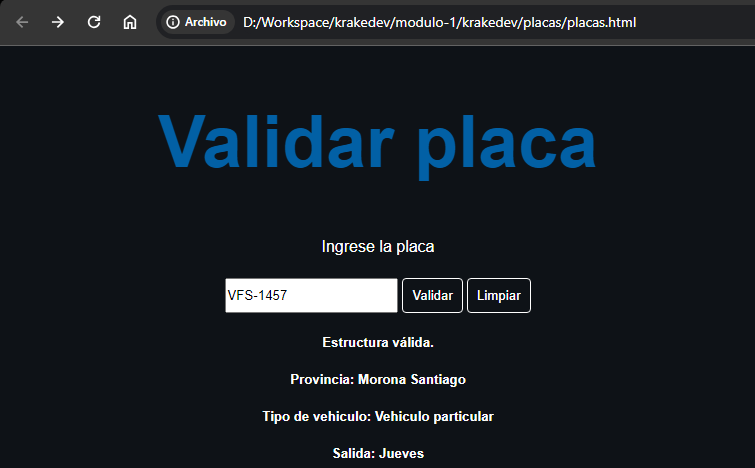 Archivo D:/Workspace/krakedev/modulo-1/krakedev/placas/placas.html
Validar placa
Ingrese la placa
VFS-1457 Validar Limpiar
Estructura válida.
Provincia: Morona Santiago
Tipo de vehiculo: Vehiculo particular
Salida: Jueves